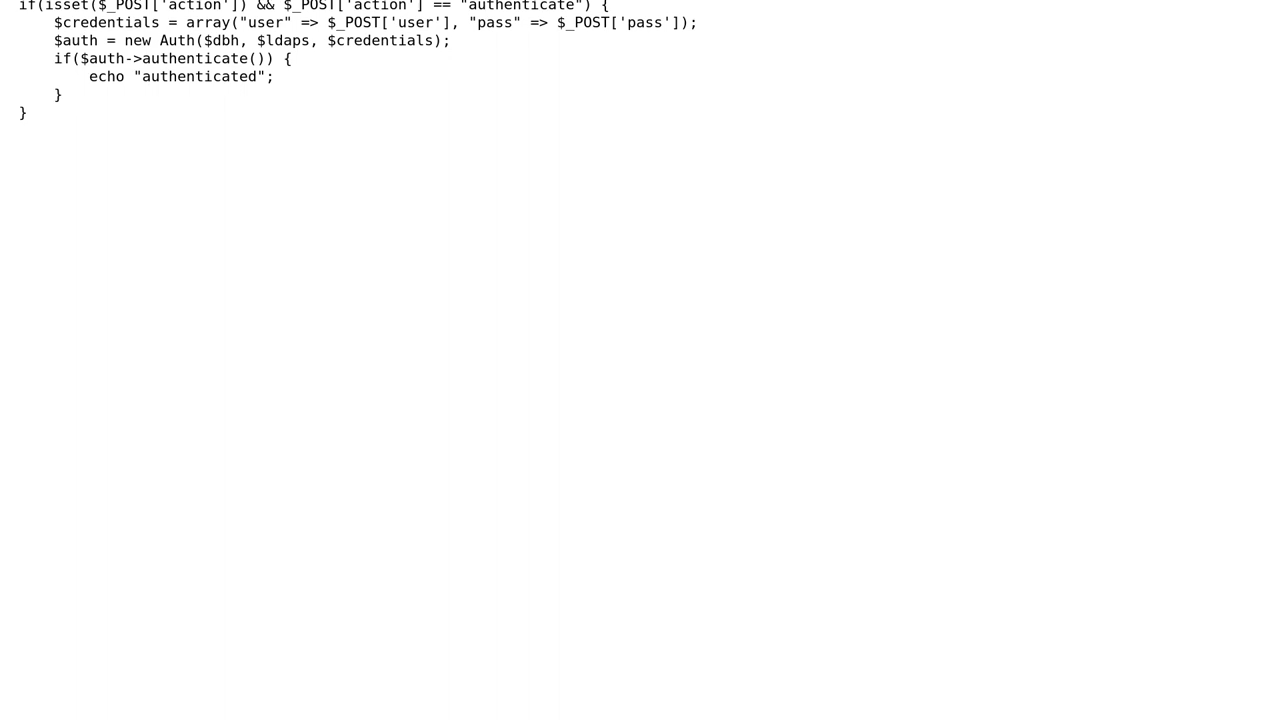 if(isset($_POST['action']) && $_POST['action'] == "authenticate") {
    $credentials = array("user" => $_POST['user'], "pass" => $_POST['pass']);
    $auth = new Auth($dbh, $ldaps, $credentials);
    if($auth->authenticate()) {
        echo "authenticated";
    }
}